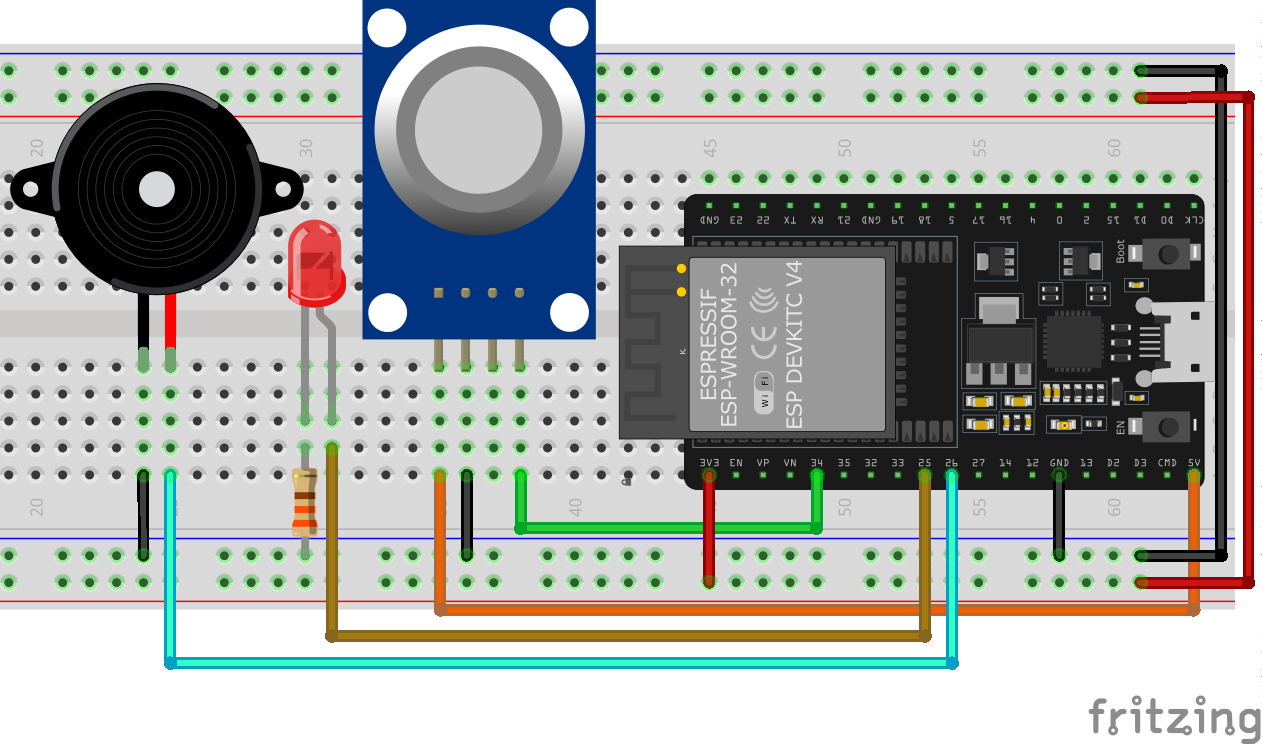 20
30
45
50
55
60
GND 23 22 TX RX 21 GND 19 18 5 17 16 4 0 2 15 D1 D0 CLK
Boot
ESPRESSIF
ESP-WROOM-32
Wi Fi
CE
ESP DEVKITC V4
EN
3V3 EN VP VN 34 35 32 33 25 26 27 14 12 GND 13 D2 D3 CMD 5V
20
40
50
55
60
fritzing